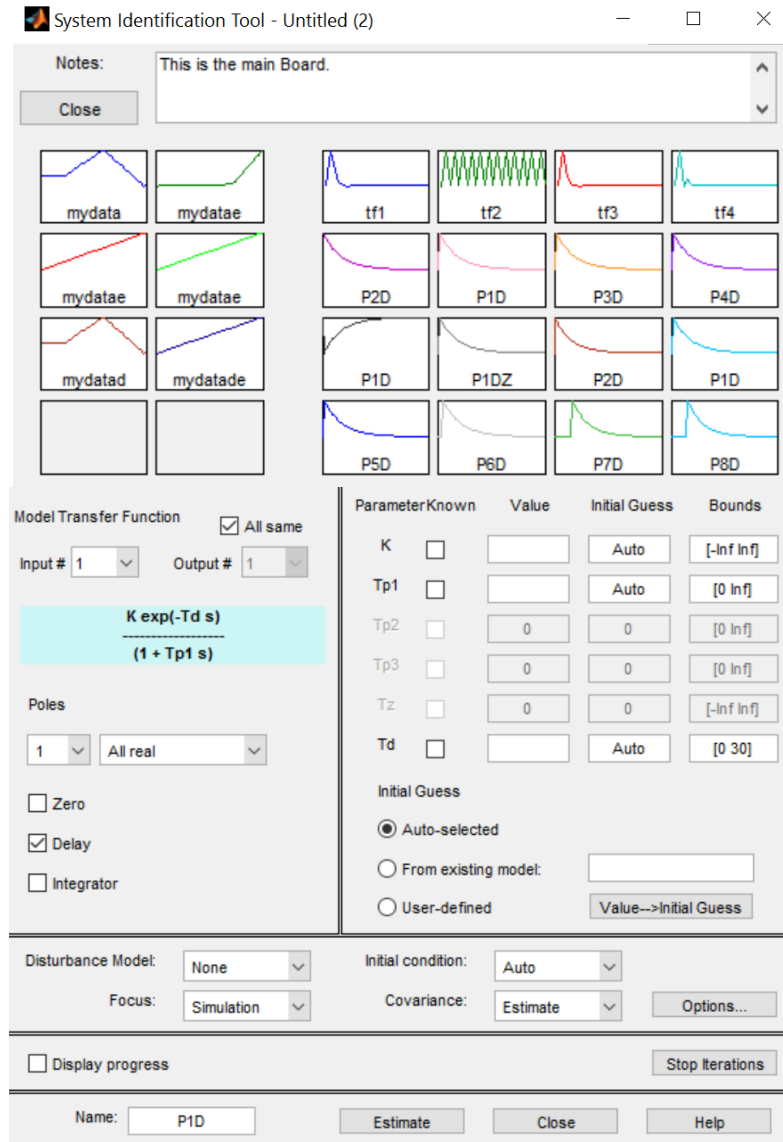 System Identification Tool - Untitled (2)
Notes:
This is the main Board.
Close
mydata mydatae tf1 tf2 tf3 tf4
mydatae mydatae P2D P1D P3D P4D
mydatad mydatade P1D P1DZ P2D P1D
P5D P6D P7D P8D
Model Transfer Function
All same
Input # 1 Output # 1
K exp(-Td s)
------------------
(1 + Tp1 s)
Poles
1 All real
Zero
Delay
Integrator
Parameter Known Value Initial Guess Bounds
K Auto [-Inf Inf]
Tp1 Auto [0 Inf]
Tp2 0 0 [0 Inf]
Tp3 0 0 [0 Inf]
Tz 0 0 [-Inf Inf]
Td Auto [0 30]
Initial Guess
Auto-selected
From existing model:
User-defined Value-->Initial Guess
Disturbance Model: None Initial condition: Auto
Focus: Simulation Covariance: Estimate Options...
Display progress Stop Iterations
Name: P1D Estimate Close Help